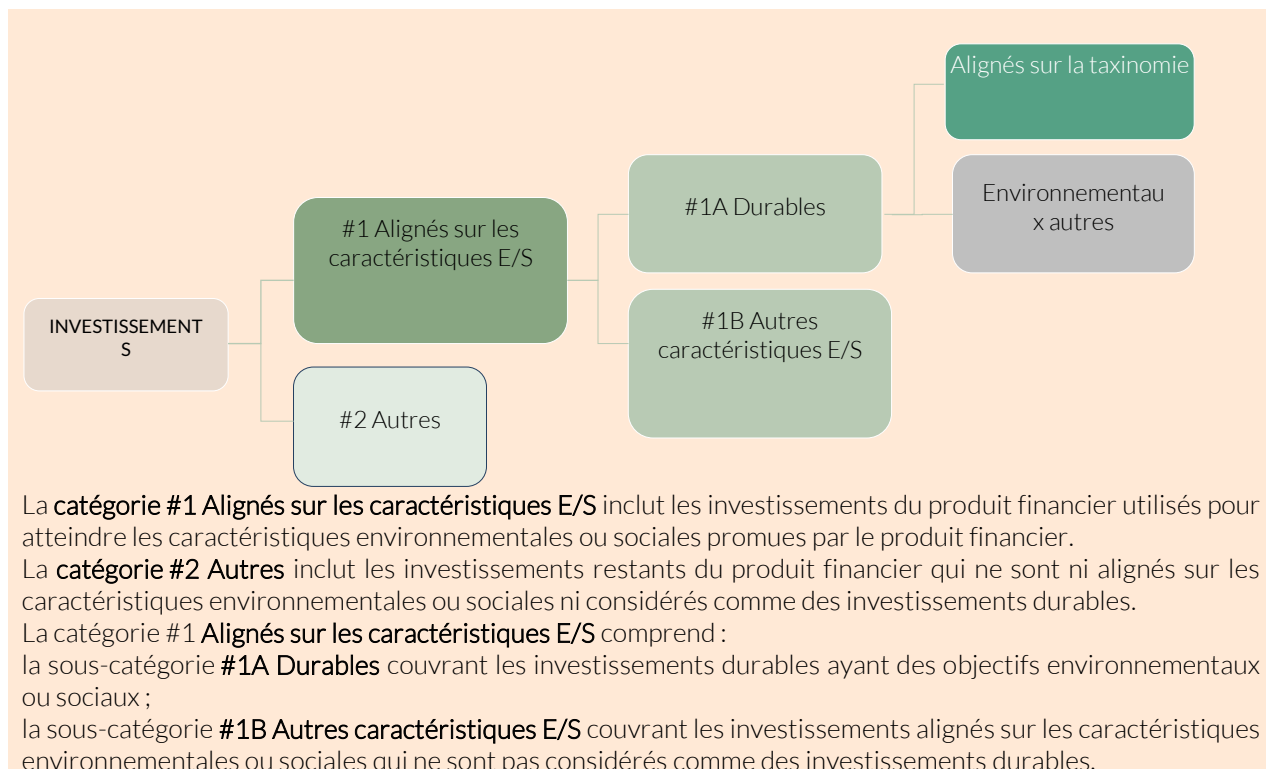 Alignés sur la taxinomie
Environnementau
x autres
#1A Durables
#1 Alignés sur les
caractéristiques E/S
#1B Autres
caractéristiques E/S
INVESTISSEMENT
S
#2 Autres
La catégorie #1 Alignés sur les caractéristiques E/S inclut les investissements du produit financier utilisés pour
atteindre les caractéristiques environnementales ou sociales promues par le produit financier.
La catégorie #2 Autres inclut les investissements restants du produit financier qui ne sont ni alignés sur les
caractéristiques environnementales ou sociales ni considérés comme des investissements durables.
La catégorie #1 Alignés sur les caractéristiques E/S comprend :
la sous-catégorie #1A Durables couvrant les investissements durables ayant des objectifs environnementaux
ou sociaux ;
la sous-catégorie #1B Autres caractéristiques E/S couvrant les investissements alignés sur les caractéristiques
environnementales ou sociales qui ne sont pas considérés comme des investissements durables.